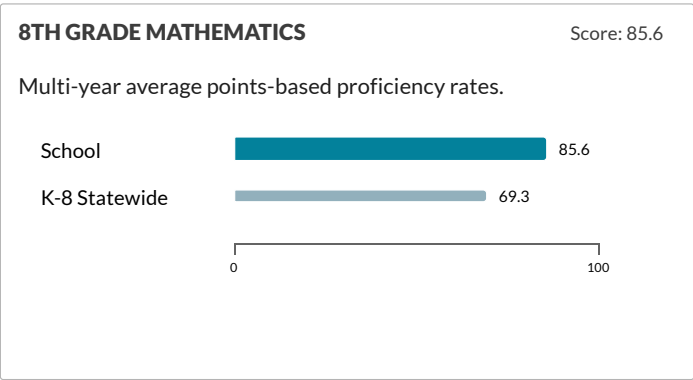 8TH GRADE MATHEMATICS Score: 85.6
Multi-year average points-based proficiency rates.
School 85.6
K-8 Statewide 69.3
0 100